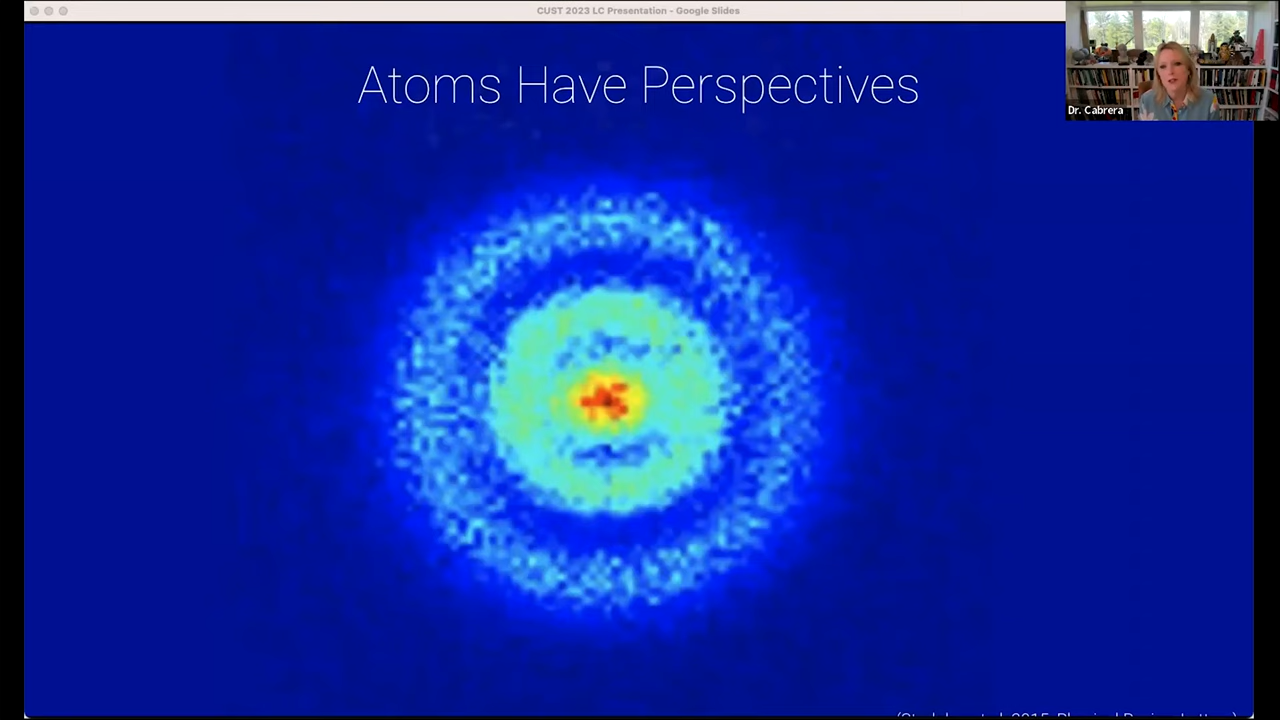 CUST 2023 LC Presentation - Google Slides
Atoms Have Perspectives
Dr. Cabrera